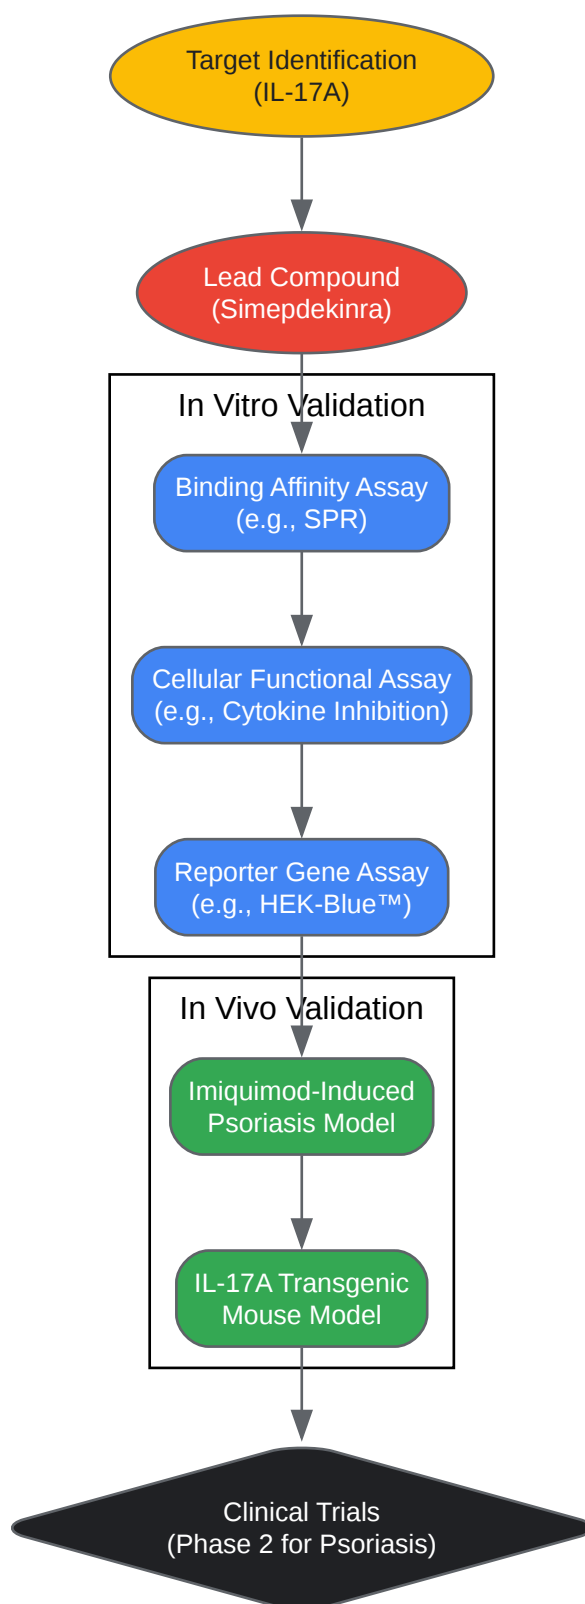 Target Identification
(IL-17A)
Lead Compound
(Simepdekinra)
In Vitro Validation
Binding Affinity Assay
(e.g., SPR)
Cellular Functional Assay
(e.g., Cytokine Inhibition)
Reporter Gene Assay
(e.g., HEK-Blue™)
In Vivo Validation
Imiquimod-Induced
Psoriasis Model
IL-17A Transgenic
Mouse Model
Clinical Trials
(Phase 2 for Psoriasis)